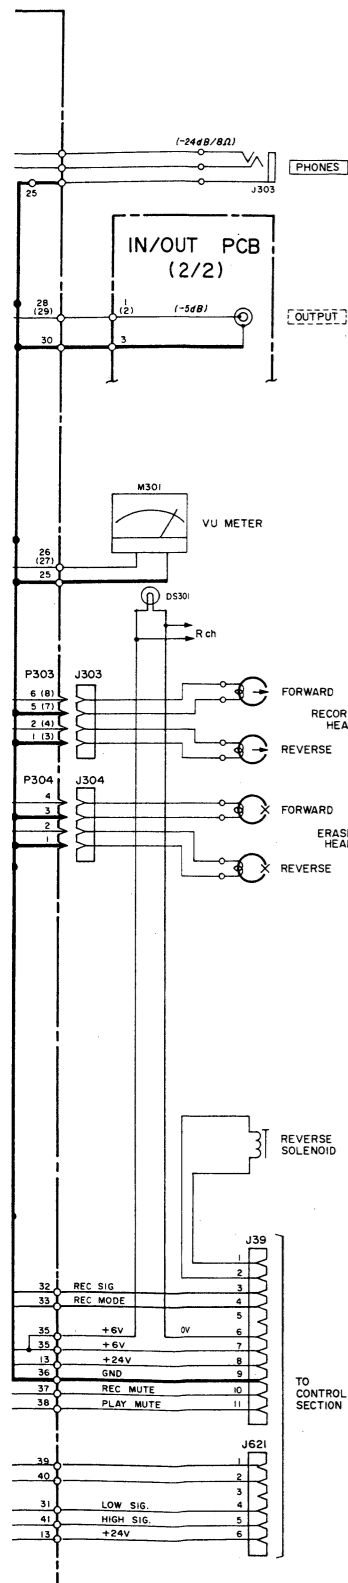 (-24dB/8Ω)
PHONES
25
J303
IN/OUT PCB
(2/2)
28
(29)
1
(2)
(-5dB)
OUTPUT
30
3
M301
VU METER
26
(27)
25
DS301
R ch
P303
J303
6 (8)
5 (7)
2 (4)
1 (3)
FORWARD
RECOR
HEA
REVERSE
P304
J304
4
3
2
1
FORWARD
ERAS
HEA
REVERSE
REVERSE
SOLENOID
J39
1
2
32 REC SIG 3
33 REC MODE 4
5
35 +6V 0V 6
35 +6V 7
13 +24V 8
36 GND 9
37 REC MUTE 10
38 PLAY MUTE 11
TO
CONTROL
SECTION
J621
39 1
40 2
3
31 LOW SIG. 4
41 HIGH SIG. 5
13 +24V 6